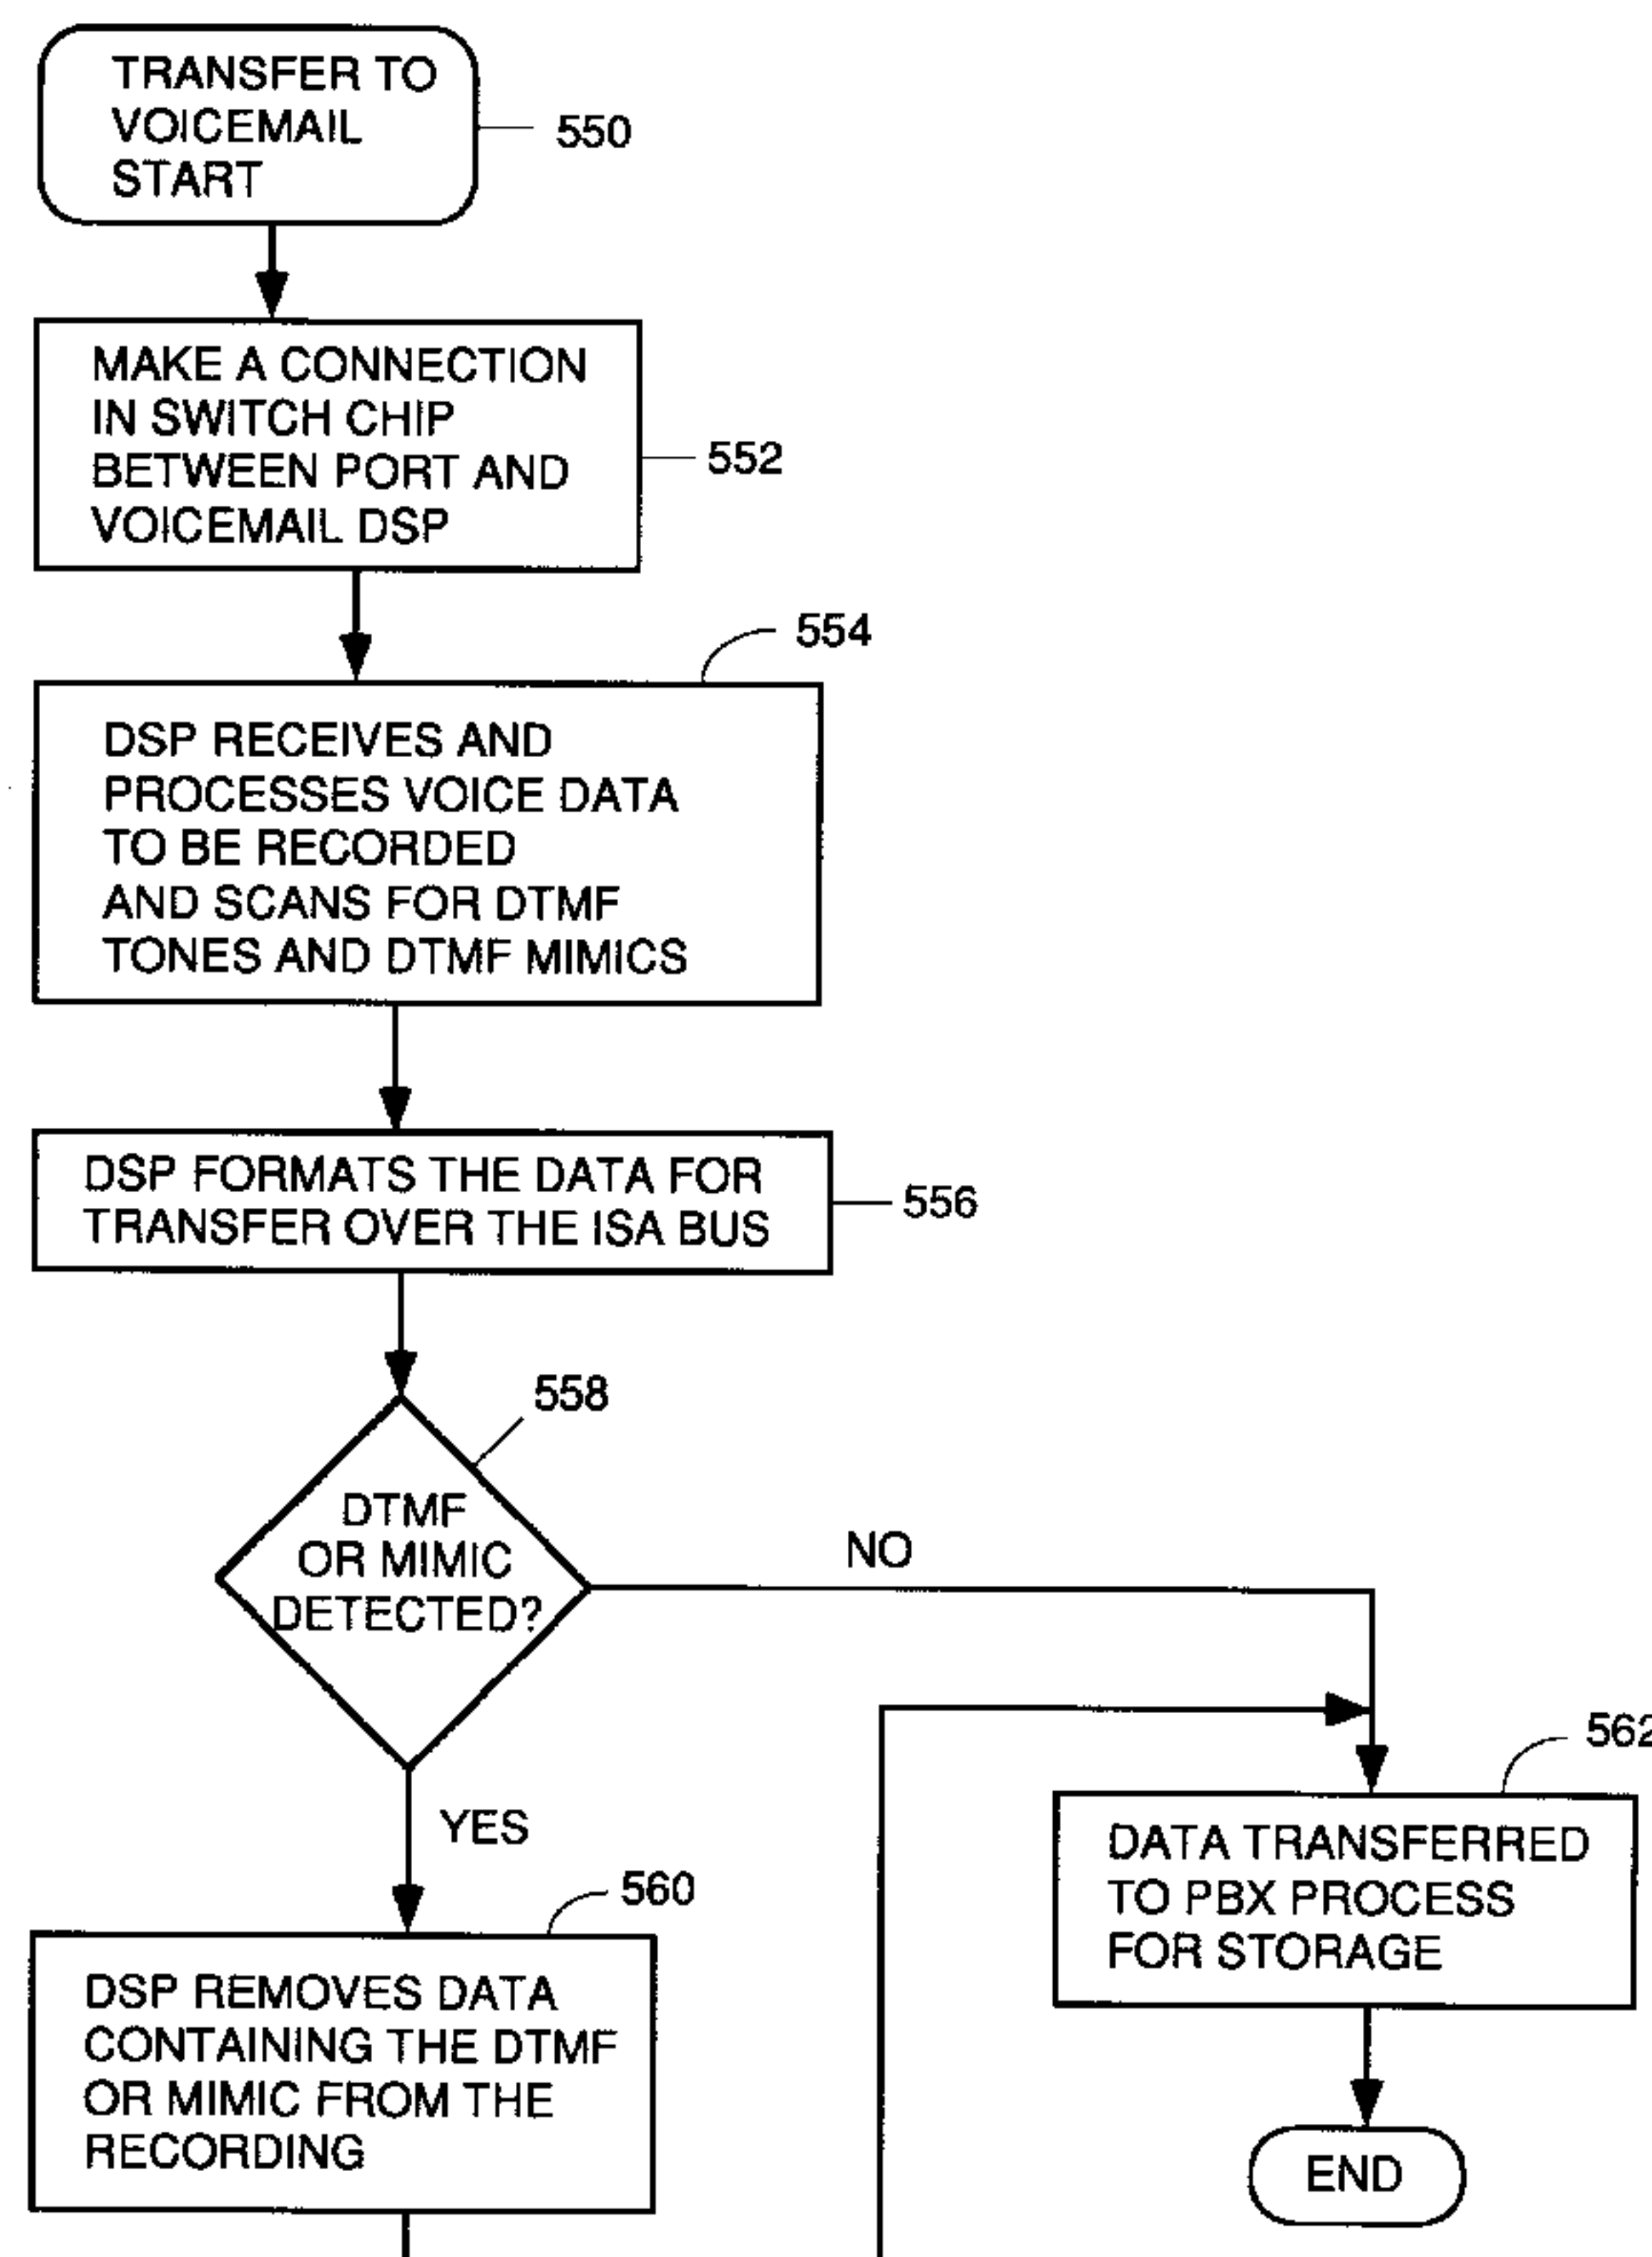 TRANSFER TO
VOICEMAIL
START
550
MAKE A CONNECTION
IN SWITCH CHIP
BETWEEN PORT AND
VOICEMAIL DSP
552
554
DSP RECEIVES AND
PROCESSES VOICE DATA
TO BE RECORDED
AND SCANS FOR DTMF
TONES AND DTMF MIMICS
DSP FORMATS THE DATA FOR
TRANSFER OVER THE ISA BUS
556
558
DTMF
OR MIMIC
DETECTED?
NO
YES
562
DATA TRANSFERRED
TO PBX PROCESS
FOR STORAGE
560
DSP REMOVES DATA
CONTAINING THE DTMF
OR MIMIC FROM THE
RECORDING
END